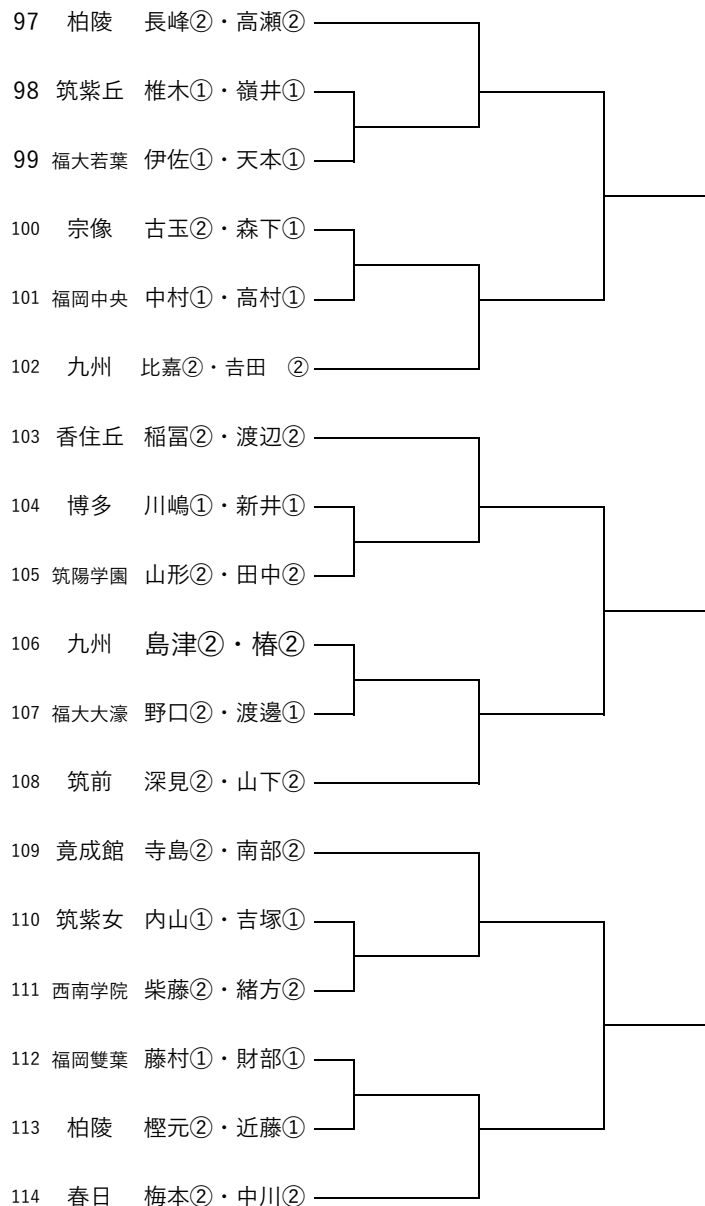 97 柏陵 長峰②・高瀬②
98 筑紫丘 椎木①・嶺井①
99 福大若葉 伊佐①・天本①
100 宗像 古玉②・森下①
101 福岡中央 中村①・高村①
102 九州 比嘉②・𠮷田 ②
103 香住丘 稲冨②・渡辺②
104 博多 川嶋①・新井①
105 筑陽学園 山形②・田中②
106 九州 島津②・椿②
107 福大大濠 野口②・渡邊①
108 筑前 深見②・山下②
109 竟成館 寺島②・南部②
110 筑紫女 内山①・吉塚①
111 西南学院 柴藤②・緒方②
112 福岡雙葉 藤村①・財部①
113 柏陵 樫元②・近藤①
114 春日 梅本②・中川②